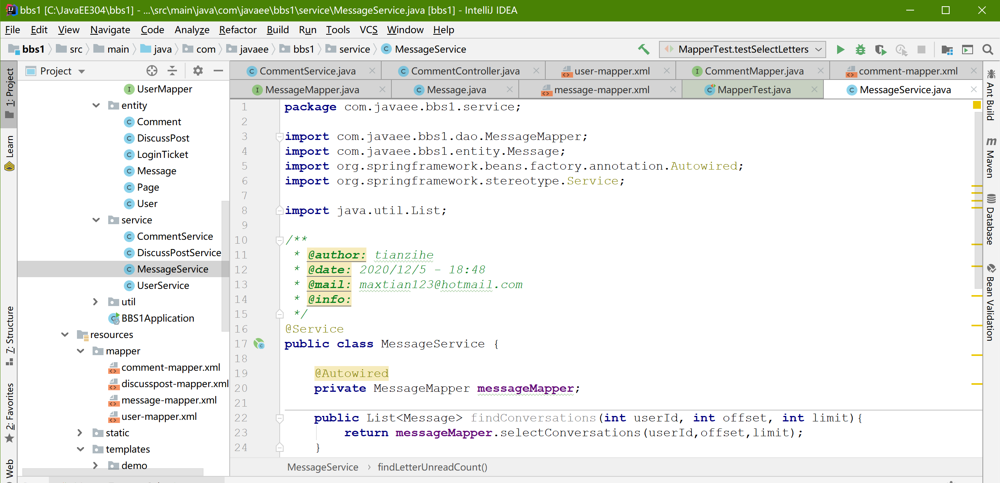 bbs1 [C:\JavaEE304\bbs1] - ...\src\main\java\com\javaee\bbs1\service\MessageService.java [bbs1] - IntelliJ IDEA
File Edit View Navigate Code Analyze Refactor Build Run Tools VCS Window Help
bbs1 src main java com javaee bbs1 service MessageService MapperTest.testSelectLetters
1: Project
Learn
7: Structure
2: Favorites
Web
Project
UserMapper
entity
Comment
DiscussPost
LoginTicket
Message
Page
User
service
CommentService
DiscussPostService
MessageService
UserService
util
BBS1Application
resources
mapper
comment-mapper.xml
discusspost-mapper.xml
message-mapper.xml
user-mapper.xml
static
templates
demo
CommentService.java CommentController.java user-mapper.xml CommentMapper.java comment-mapper.xml
MessageMapper.java Message.java message-mapper.xml MapperTest.java MessageService.java
1 package com.javaee.bbs1.service;
2
3 import com.javaee.bbs1.dao.MessageMapper;
4 import com.javaee.bbs1.entity.Message;
5 import org.springframework.beans.factory.annotation.Autowired;
6 import org.springframework.stereotype.Service;
7
8 import java.util.List;
9
10 /**
11 * @author: tianzihe
12 * @date: 2020/12/5 - 18:48
13 * @mail: maxtian123@hotmail.com
14 * @info:
15 */
16 @Service
17 public class MessageService {
18
19 @Autowired
20 private MessageMapper messageMapper;
21
22 public List<Message> findConversations(int userId, int offset, int limit){
23 return messageMapper.selectConversations(userId,offset,limit);
24 }
MessageService › findLetterUnreadCount()
Ant Build
Maven
Database
Bean Validation